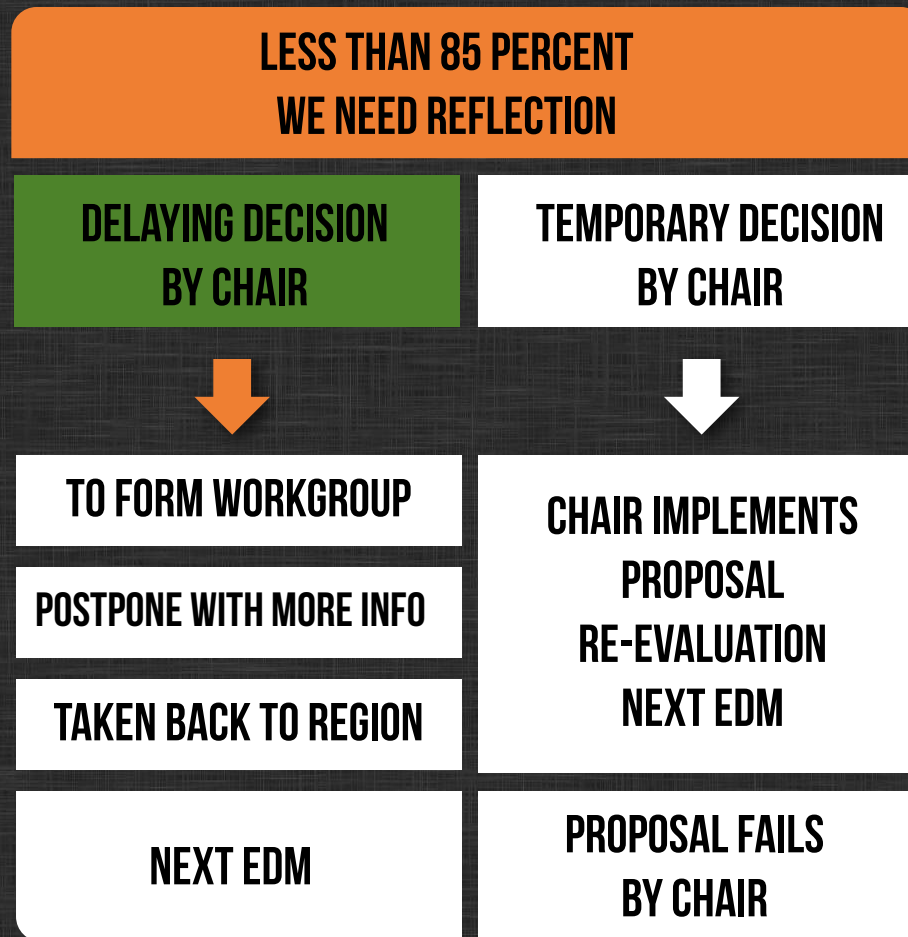 LESS THAN 85 PERCENT
WE NEED REFLECTION
DELAYING DECISION
BY CHAIR
TO FORM WORKGROUP
POSTPONE WITH MORE INFO
TAKEN BACK TO REGION
NEXT EDM
TEMPORARY DECISION
BY CHAIR
CHAIR IMPLEMENTS
PROPOSAL
RE-EVALUATION
NEXT EDM
PROPOSAL FAILS
BY CHAIR